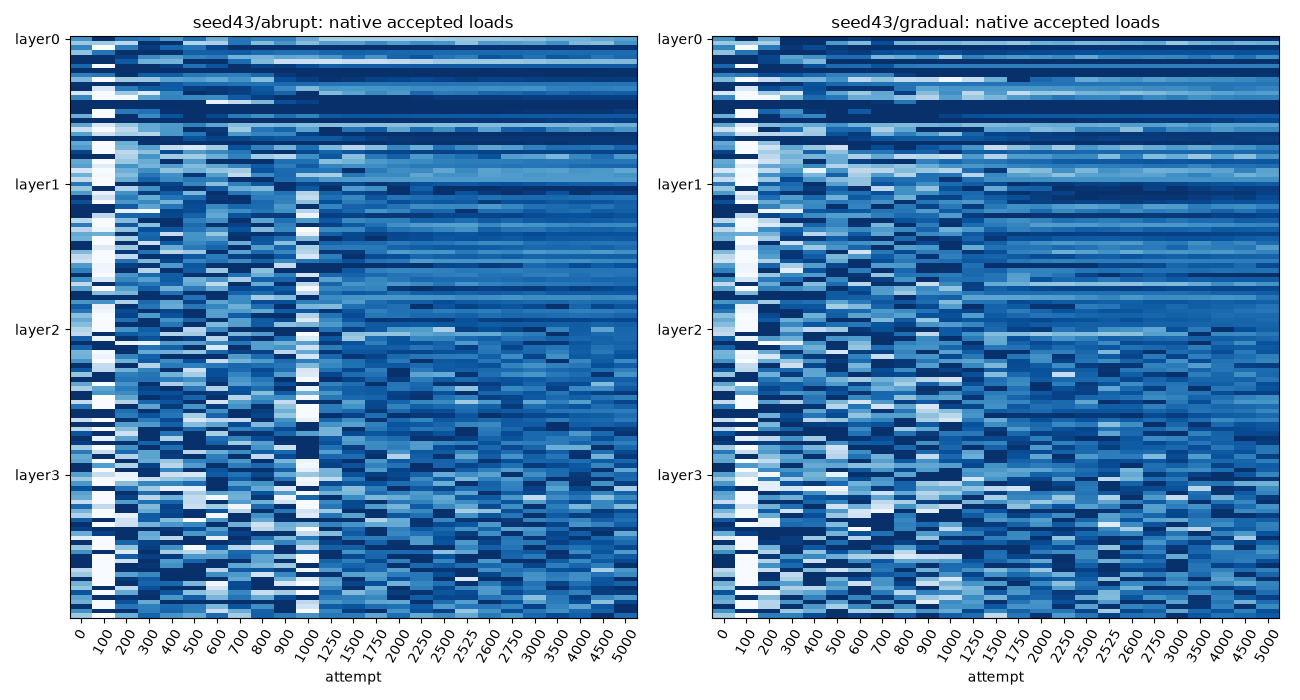 seed43/abrupt: native accepted loads
layer0
layer1
layer2
layer3
0 100 200 300 400 500 600 700 800 900 1000 1250 1500 1750 2000 2250 2500 2525 2600 2750 3000 3500 4000 4500 5000
attempt
seed43/gradual: native accepted loads
layer0
layer1
layer2
layer3
0 100 200 300 400 500 600 700 800 900 1000 1250 1500 1750 2000 2250 2500 2525 2600 2750 3000 3500 4000 4500 5000
attempt